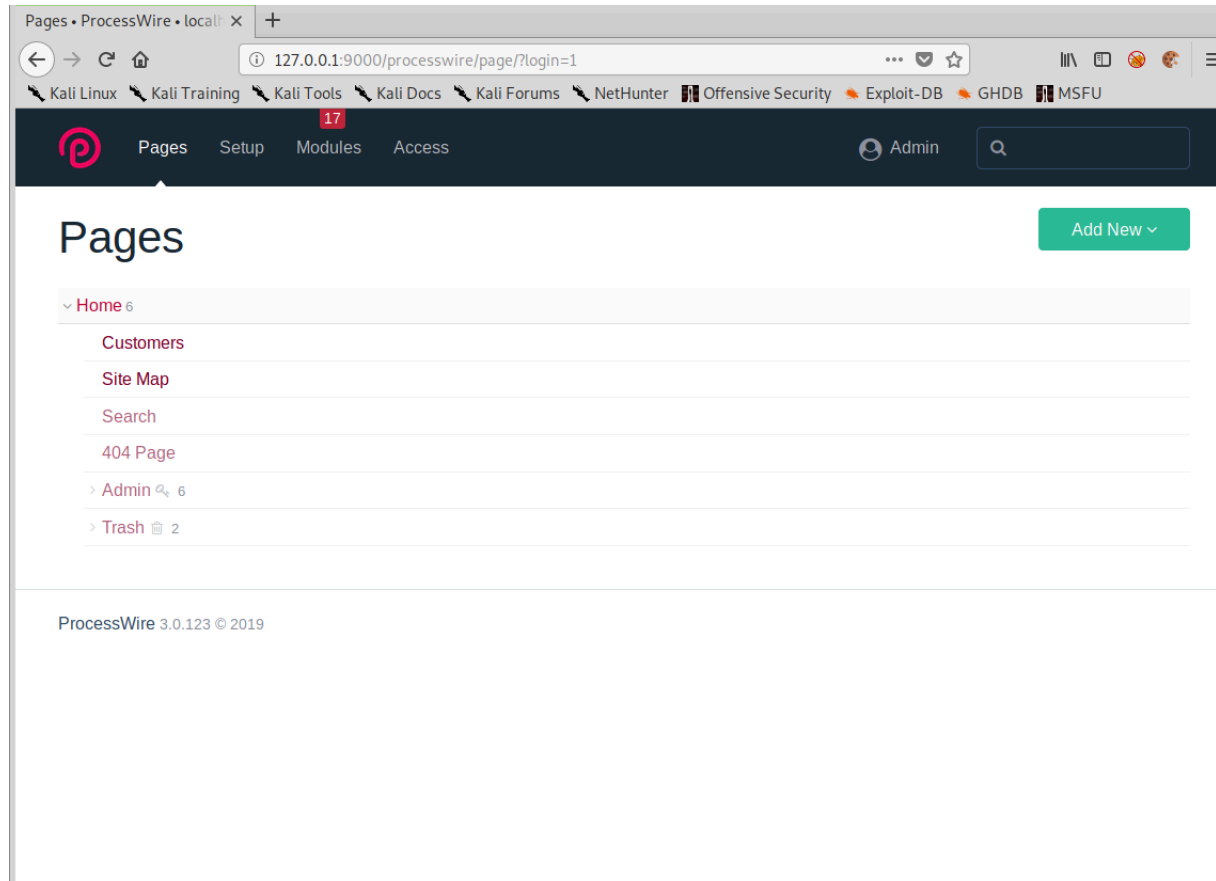 Pages • ProcessWire • localh
127.0.0.1:9000/processwire/page/?login=1
Kali Linux Kali Training Kali Tools Kali Docs Kali Forums NetHunter Offensive Security Exploit-DB GHDB MSFU
17
Pages Setup Modules Access Admin
Pages
Add New
Home 6
Customers
Site Map
Search
404 Page
Admin 6
Trash 2
ProcessWire 3.0.123 © 2019